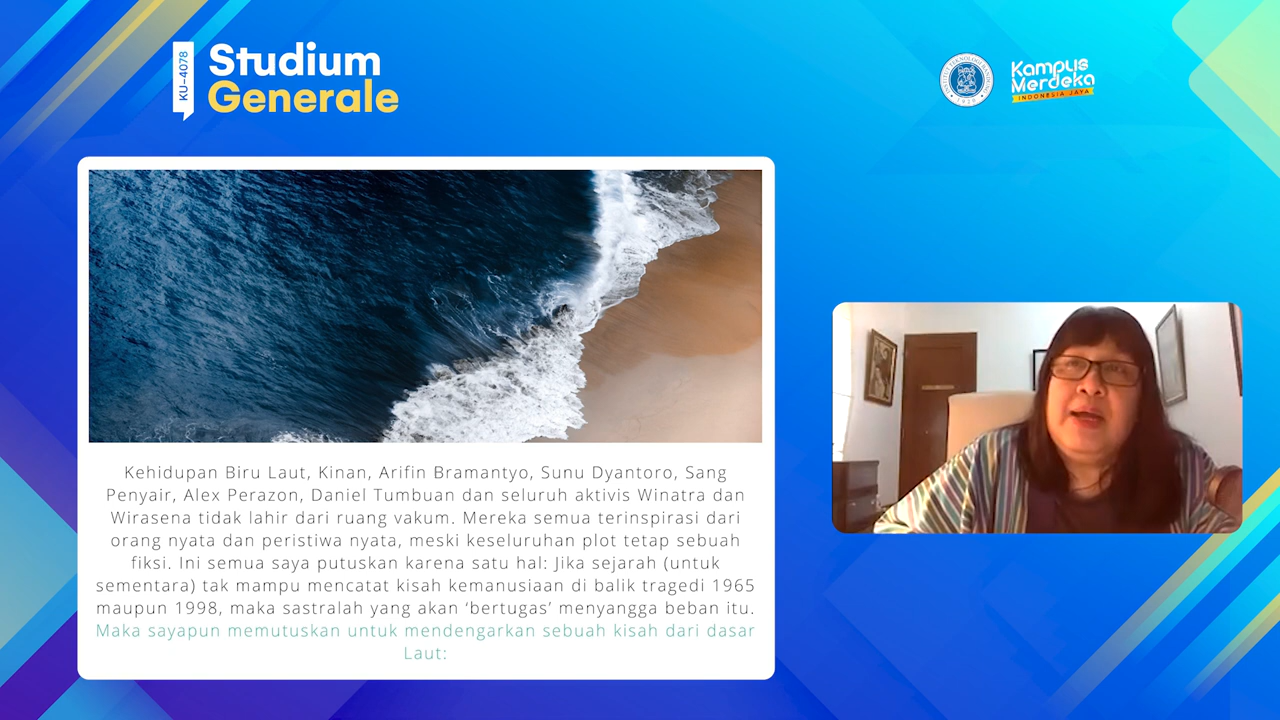 KU-4078
Studium
Generale
INSTITUT TEKNOLOGI BANDUNG
1920
Kampus
Merdeka
INDONESIA JAYA
Kehidupan Biru Laut, Kinan, Arifin Bramantyo, Sunu Dyantoro, Sang
Penyair, Alex Perazon, Daniel Tumbuan dan seluruh aktivis Winatra dan
Wirasena tidak lahir dari ruang vakum. Mereka semua terinspirasi dari
orang nyata dan peristiwa nyata, meski keseluruhan plot tetap sebuah
fiksi. Ini semua saya putuskan karena satu hal: Jika sejarah (untuk
sementara) tak mampu mencatat kisah kemanusiaan di balik tragedi 1965
maupun 1998, maka sastralah yang akan ‘bertugas’ menyangga beban itu.
Maka sayapun memutuskan untuk mendengarkan sebuah kisah dari dasar
Laut: